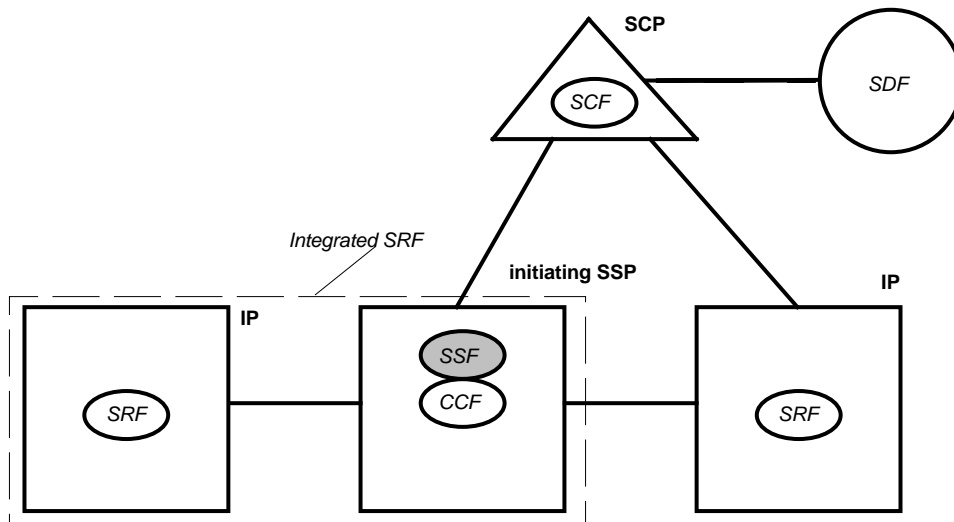 SCP
SCF
SDF
Integrated SRF
initiating SSP
IP
IP
SSF
CCF
SRF
SRF